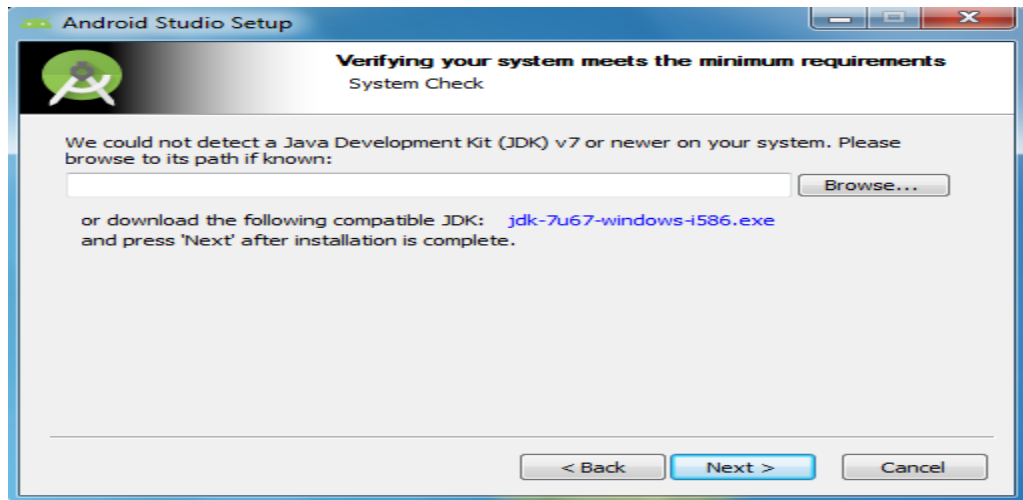 Android Studio Setup
Verifying your system meets the minimum requirements
System Check
We could not detect a Java Development Kit (JDK) v7 or newer on your system. Please
browse to its path if known:
Browse...
or download the following compatible JDK: jdk-7u67-windows-i586.exe
and press 'Next' after installation is complete.
< Back
Next >
Cancel